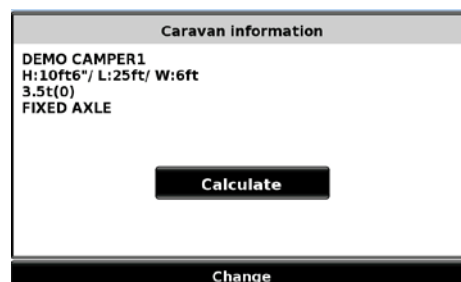 Caravan information
DEMO CAMPER1
H:10ft6"/ L:25ft/ W:6ft
3.5t(0)
FIXED AXLE
Calculate
Change